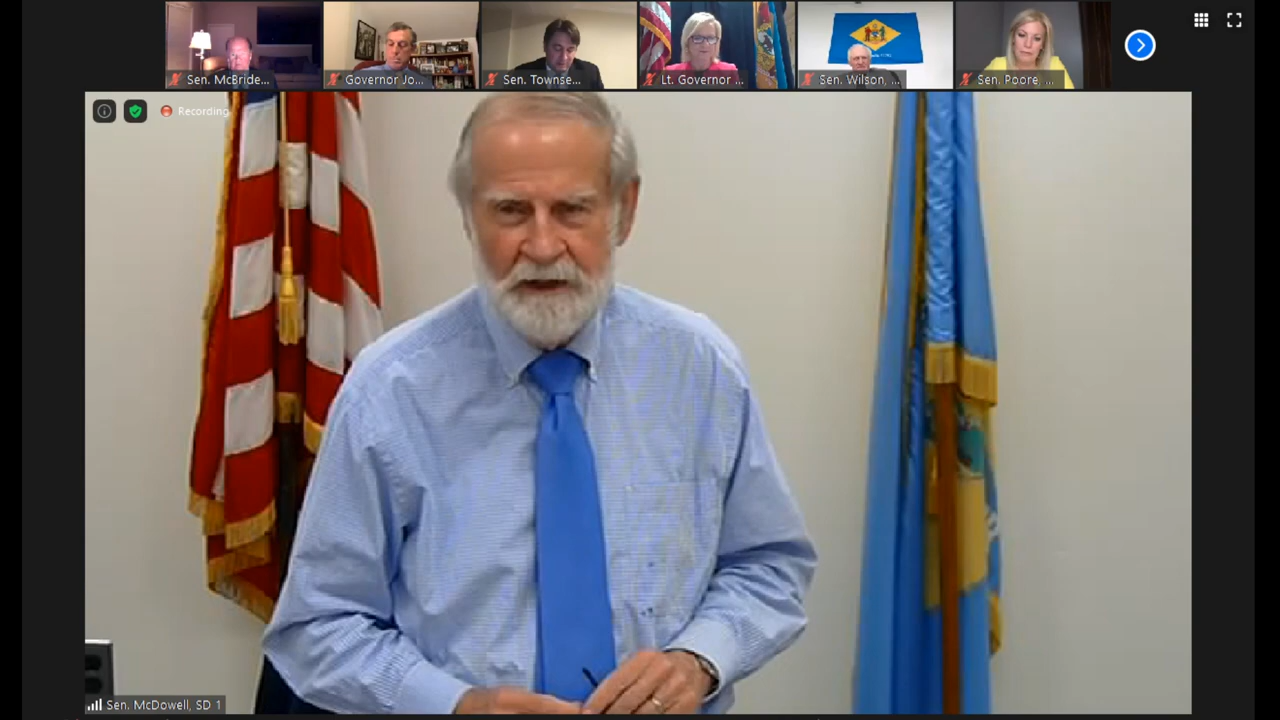 Sen. McBride...
Governor Jo...
Sen. Townse...
Lt. Governor ...
Sen. Wilson, ...
Sen. Poore, ...
Recording
Sen. McDowell, SD 1